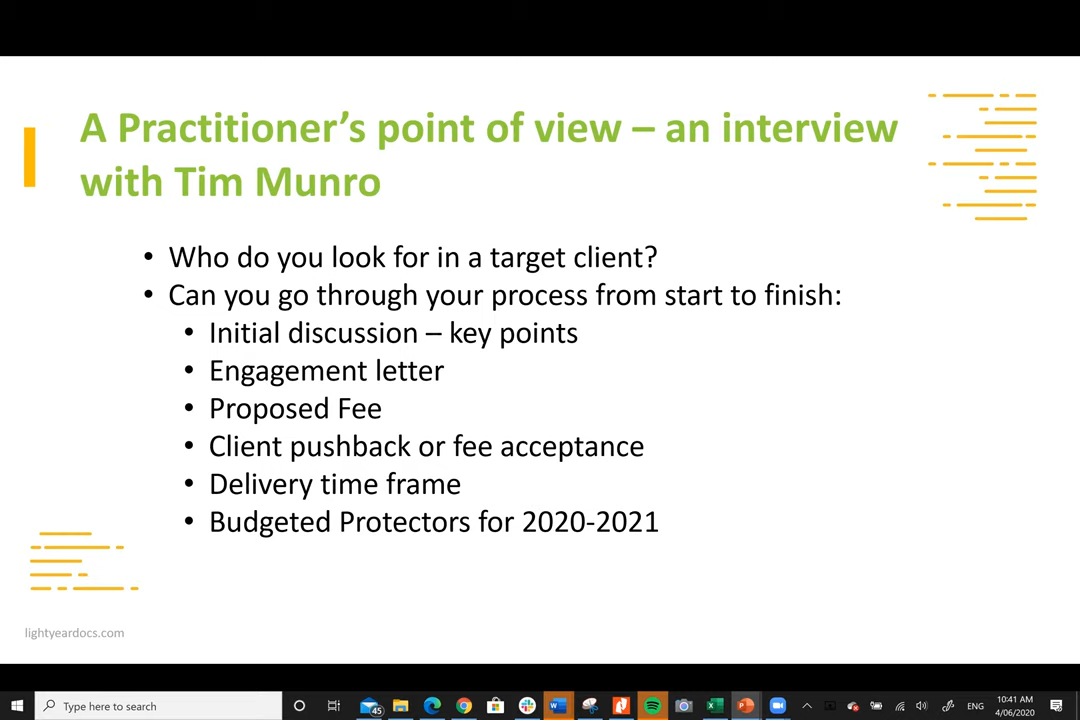 A Practitioner’s point of view – an interview
with Tim Munro
• Who do you look for in a target client?
• Can you go through your process from start to finish:
• Initial discussion – key points
• Engagement letter
• Proposed Fee
• Client pushback or fee acceptance
• Delivery time frame
• Budgeted Protectors for 2020-2021
lightyeardocs.com
Type here to search
45
ENG
10:41 AM
4/06/2020